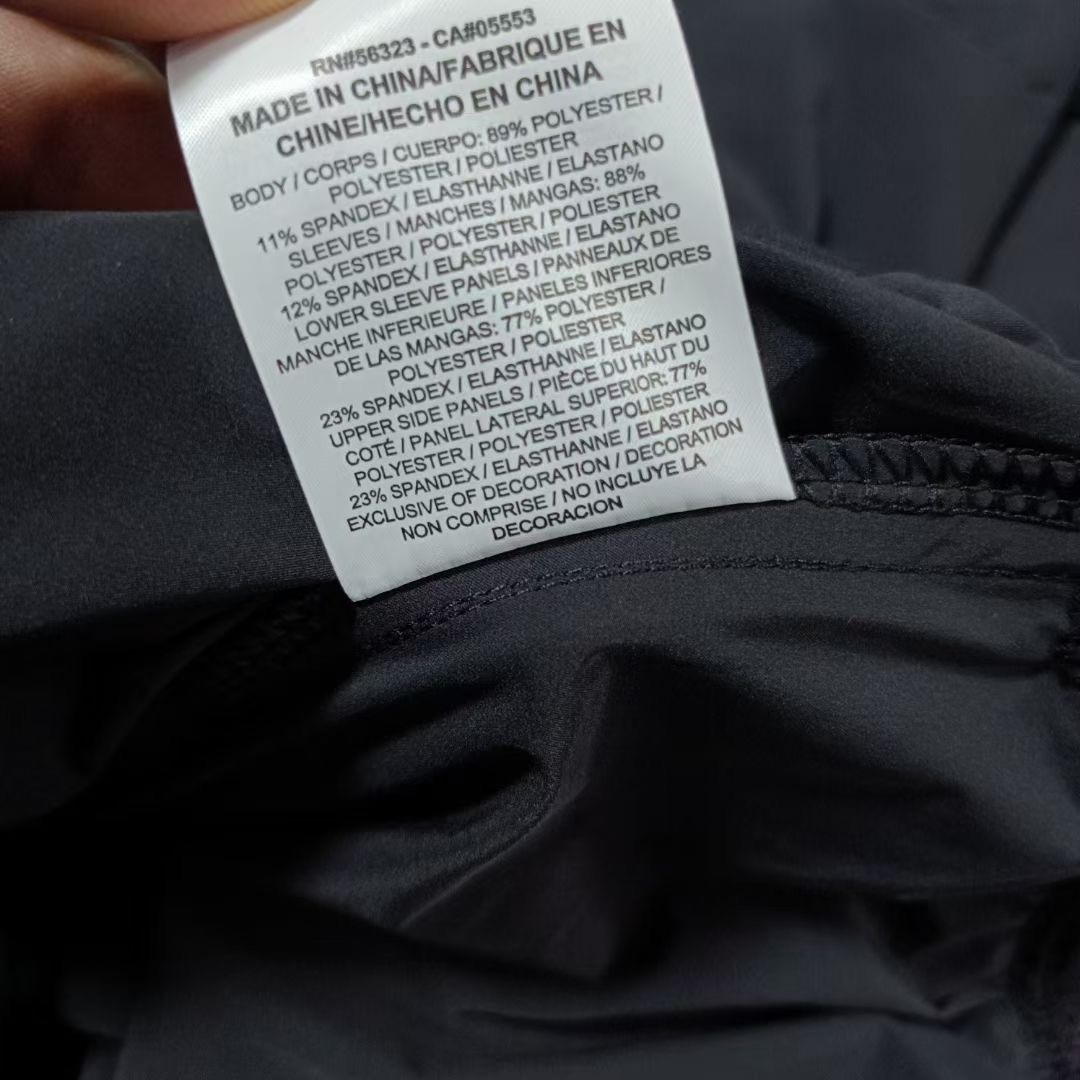 RN#56323 - CA#05553
MADE IN CHINA/FABRIQUE EN
CHINE/HECHO EN CHINA
BODY / CORPS / CUERPO: 89% POLYESTER /
POLYESTER / POLIESTER
11% SPANDEX / ELASTHANNE / ELASTANO
SLEEVES / MANCHES / MANGAS: 88%
POLYESTER / POLYESTER / POLIESTER
12% SPANDEX / ELASTHANNE / ELASTANO
LOWER SLEEVE PANELS / PANNEAUX DE
MANCHE INFERIEURE / PANELES INFERIORES
DE LAS MANGAS: 77% POLYESTER /
POLYESTER / POLIESTER
23% SPANDEX / ELASTHANNE / ELASTANO
UPPER SIDE PANELS / PIÈCE DU HAUT DU
COTÉ / PANEL LATERAL SUPERIOR: 77%
POLYESTER / POLYESTER / POLIESTER
23% SPANDEX / ELASTHANNE / ELASTANO
EXCLUSIVE OF DECORATION / DECORATION
NON COMPRISE / NO INCLUYE LA
DECORACION